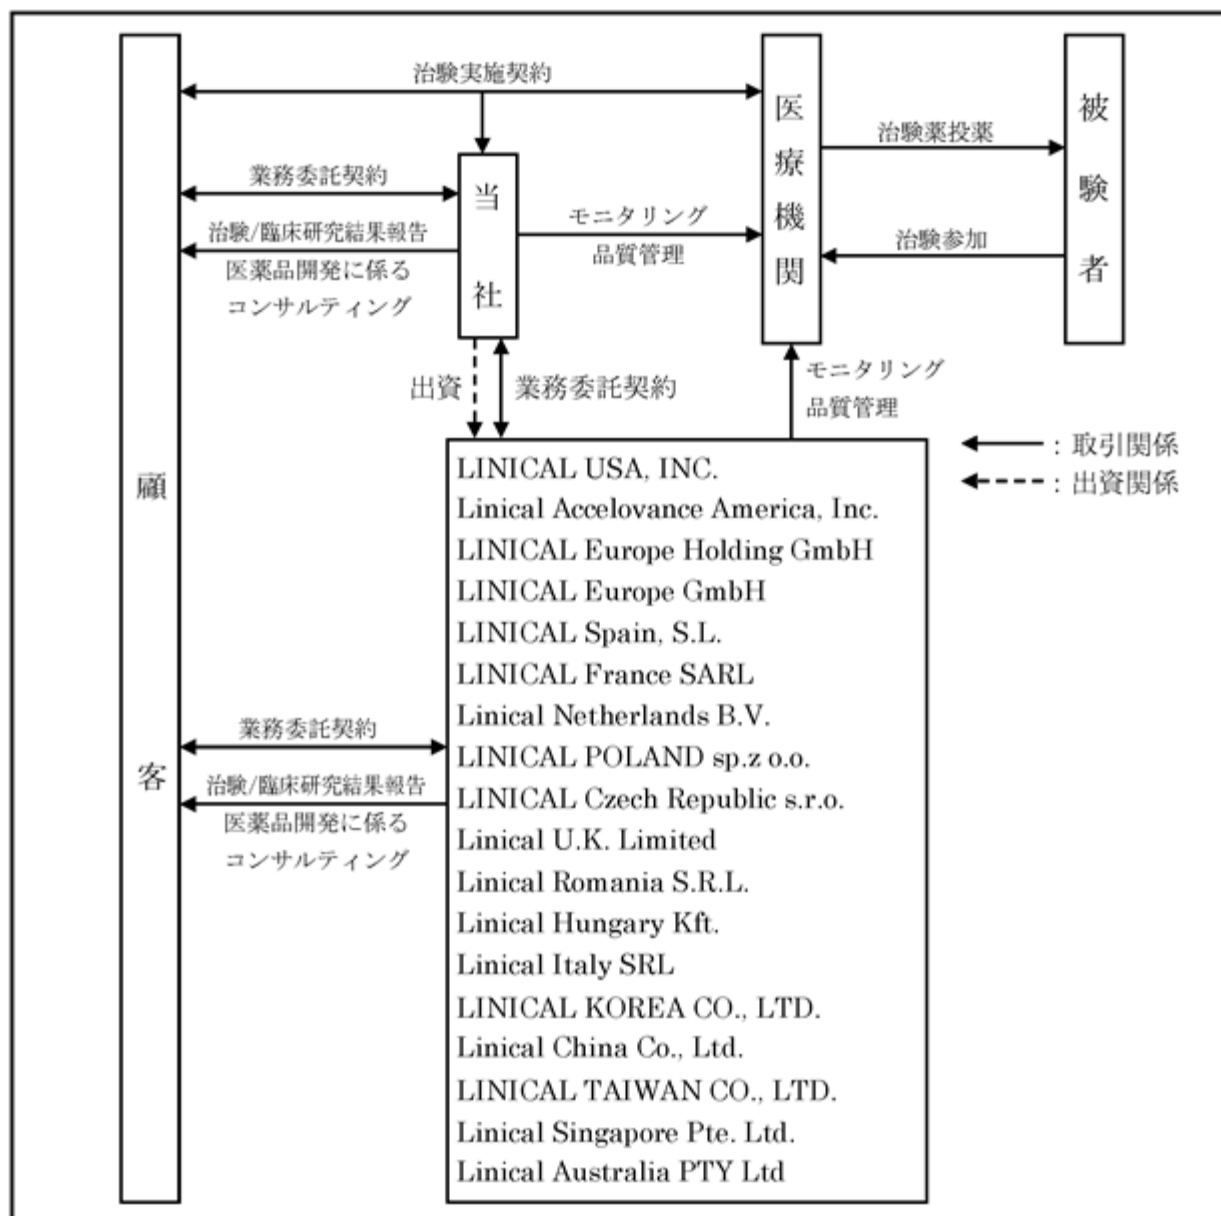 治験実施契約
業務委託契約
治験/臨床研究結果報告
医薬品開発に係る
コンサルティング
当社
モニタリング
品質管理
医療機関
治験薬投薬
治験参加
被験者
出資
業務委託契約
モニタリング
品質管理
：取引関係
：出資関係
顧客
業務委託契約
治験/臨床研究結果報告
医薬品開発に係る
コンサルティング
LINICAL USA, INC.
Linical Accelovance America, Inc.
LINICAL Europe Holding GmbH
LINICAL Europe GmbH
LINICAL Spain, S.L.
LINICAL France SARL
Linical Netherlands B.V.
LINICAL POLAND sp.z o.o.
LINICAL Czech Republic s.r.o.
Linical U.K. Limited
Linical Romania S.R.L.
Linical Hungary Kft.
Linical Italy SRL
LINICAL KOREA CO., LTD.
Linical China Co., Ltd.
LINICAL TAIWAN CO., LTD.
Linical Singapore Pte. Ltd.
Linical Australia PTY Ltd